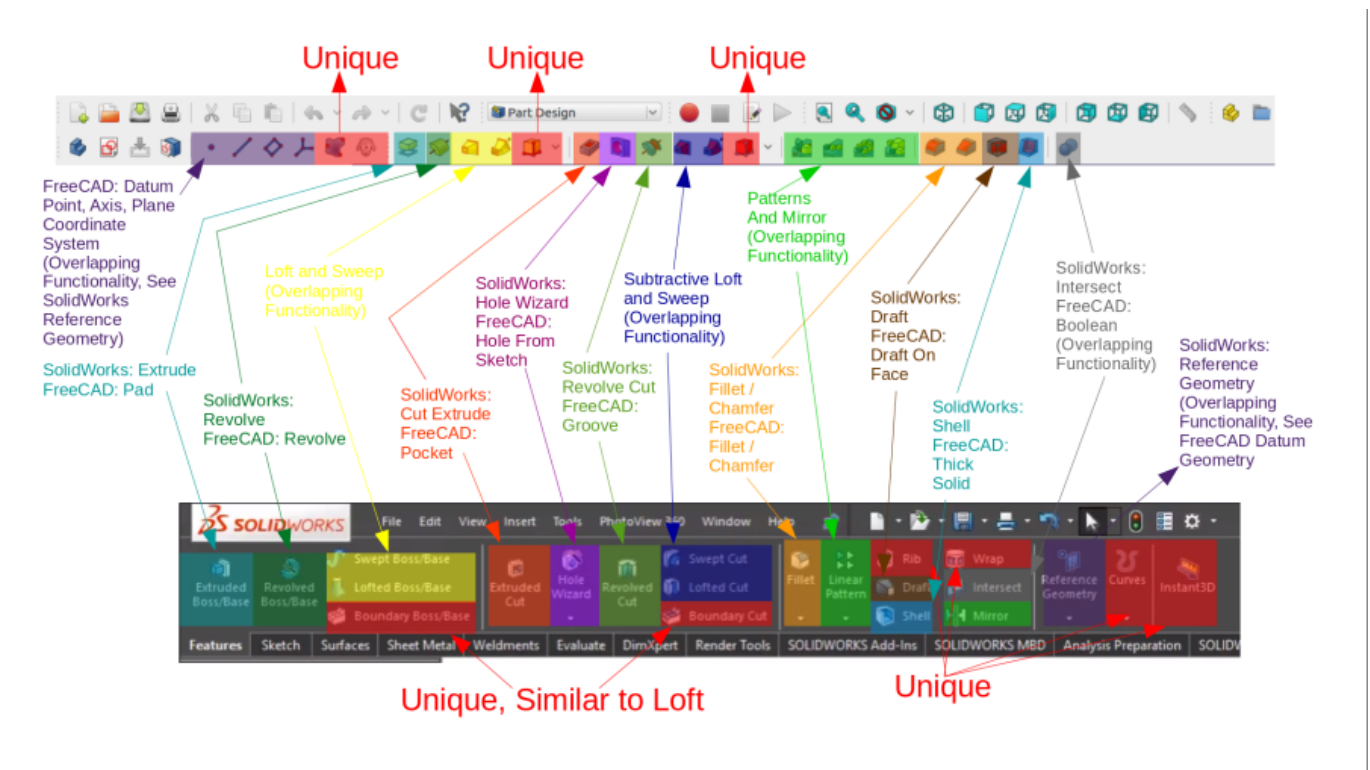 Unique
Unique
Unique
Part Design
FreeCAD: Datum
Point, Axis, Plane
Coordinate
System
(Overlapping
Functionality, See
SolidWorks
Reference
Geometry)
SolidWorks: Extrude
FreeCAD: Pad
SolidWorks:
Revolve
FreeCAD: Revolve
Loft and Sweep
(Overlapping
Functionality)
SolidWorks:
Cut Extrude
FreeCAD:
Pocket
SolidWorks:
Hole Wizard
FreeCAD:
Hole From
Sketch
SolidWorks:
Revolve Cut
FreeCAD:
Groove
Subtractive Loft
and Sweep
(Overlapping
Functionality)
SolidWorks:
Fillet /
Chamfer
FreeCAD:
Fillet /
Chamfer
Patterns
And Mirror
(Overlapping
Functionality)
SolidWorks:
Draft
FreeCAD:
Draft On
Face
SolidWorks:
Shell
FreeCAD:
Thick
Solid
SolidWorks:
Intersect
FreeCAD:
Boolean
(Overlapping
Functionality)
SolidWorks:
Reference
Geometry
(Overlapping
Functionality, See
FreeCAD Datum
Geometry
SOLIDWORKS
File Edit View Insert Tools PhotoView 360 Window Help
Extruded
Boss/Base
Revolved
Boss/Base
Swept Boss/Base
Lofted Boss/Base
Boundary Boss/Base
Extruded
Cut
Hole
Wizard
Revolved
Cut
Swept Cut
Lofted Cut
Boundary Cut
Fillet
Linear
Pattern
Rib
Draft
Shell
Wrap
Intersect
Mirror
Reference
Geometry
Curves
Instant3D
Features Sketch Surfaces Sheet Metal Weldments Evaluate DimXpert Render Tools SOLIDWORKS Add-Ins SOLIDWORKS MBD Analysis Preparation SOLIDW
Unique, Similar to Loft
Unique